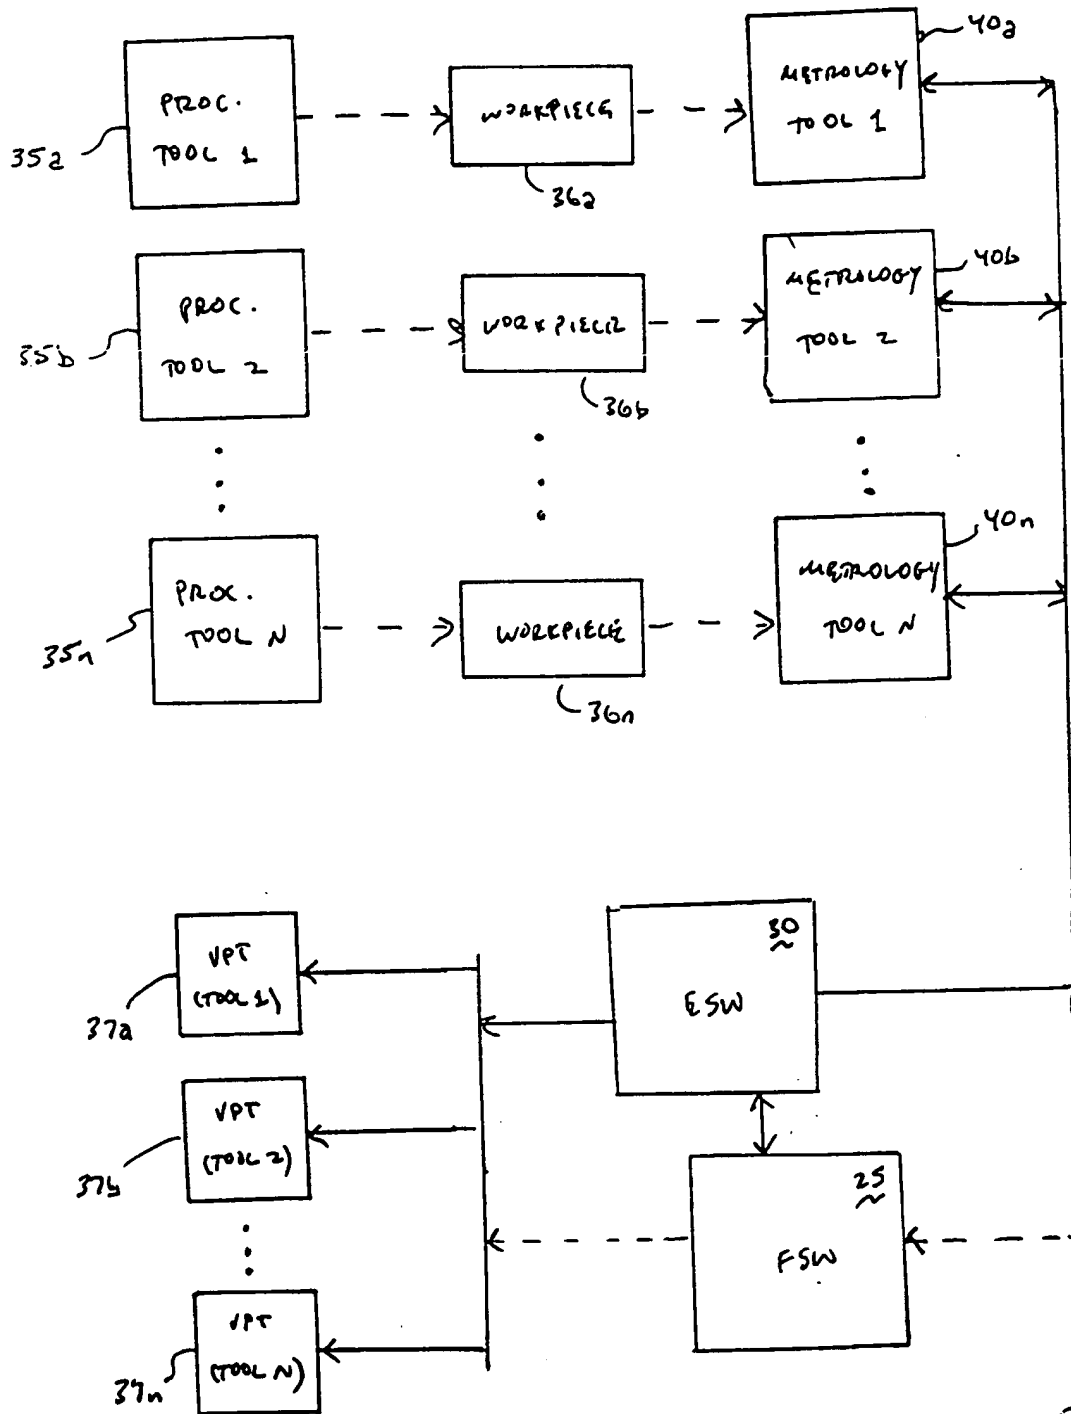 40a
PROC.
TOOL 1
WORKPIECE
METROLOGY
TOOL 1
35a
36a
40b
PROC.
TOOL 2
WORKPIECE
METROLOGY
TOOL 2
35b
36b
40n
PROC.
TOOL N
WORKPIECE
METROLOGY
TOOL N
35n
36n
30
VPT
(TOOL 1)
ESW
37a
VPT
(TOOL 2)
37b
25
FSW
VPT
(TOOL N)
37n